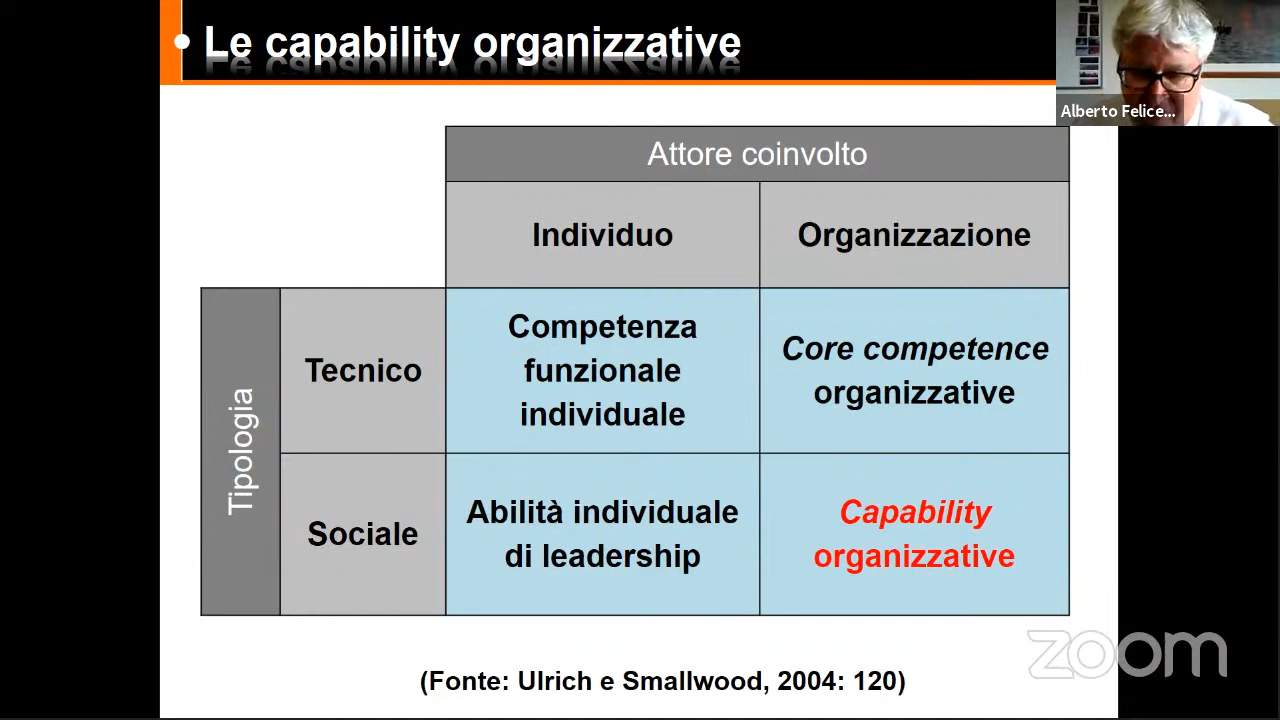 Le capability organizzative
Alberto Felice...
Attore coinvolto
Individuo
Organizzazione
Tipologia
Tecnico
Competenza
funzionale
individuale
Core competence
organizzative
Sociale
Abilità individuale
di leadership
Capability
organizzative
zoom
(Fonte: Ulrich e Smallwood, 2004: 120)